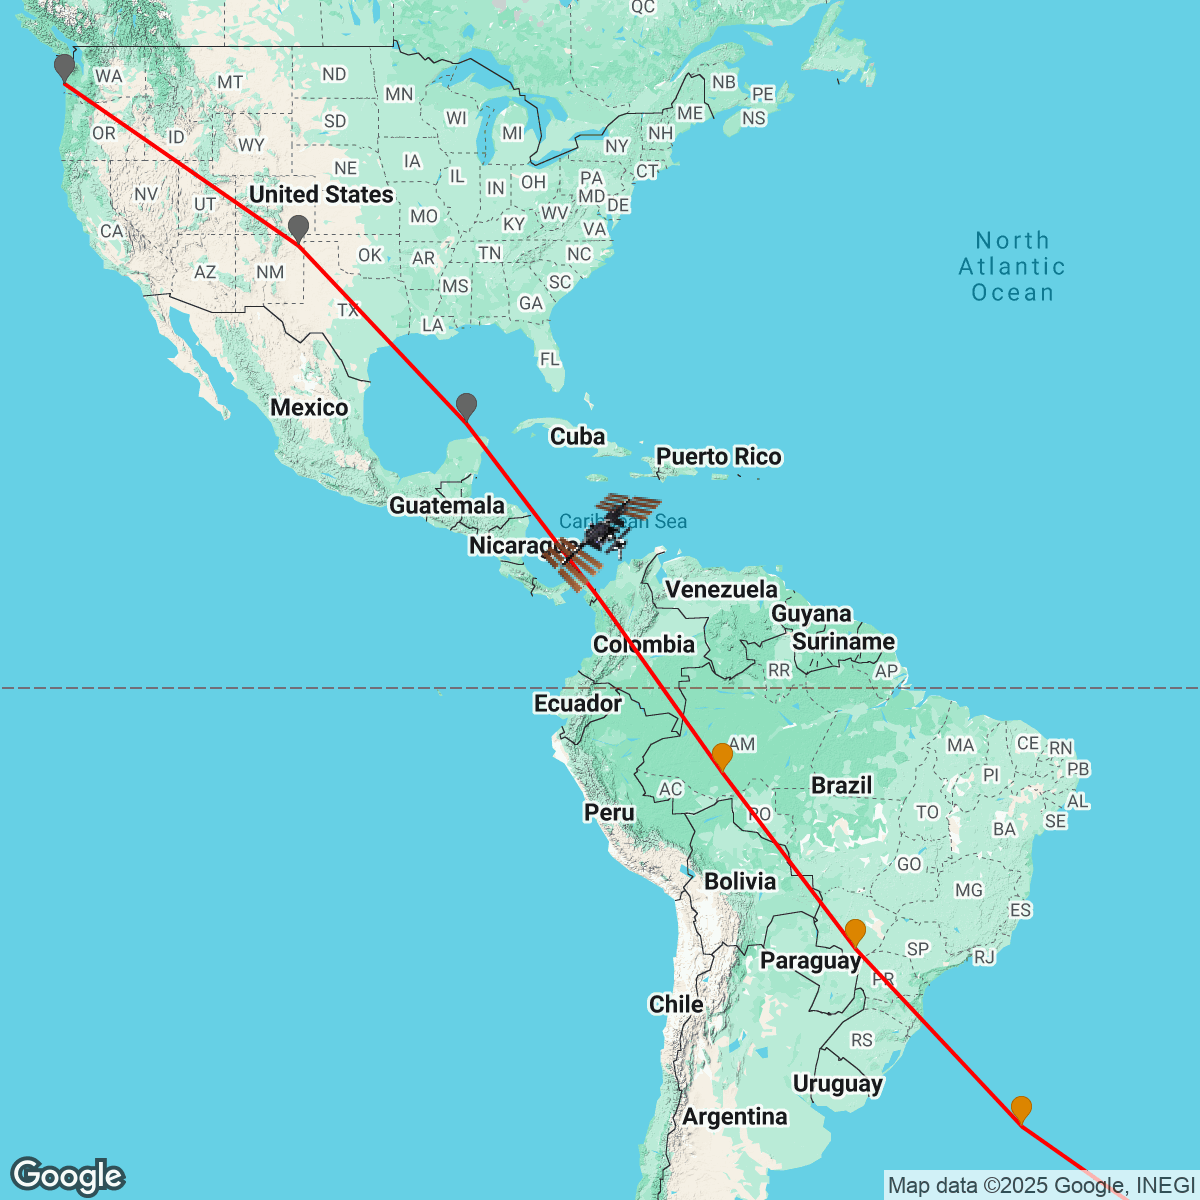 QC
WA
MT
ND
MN
NB
PE
NS
ME
OR
ID
WY
SD
WI
MI
NH
NY
CT
NE
IA
IL
IN
OH
PA
MD
DE
NV
UT
United States
MO
KY
WV
VA
CA
AZ
NM
OK
AR
TN
NC
SC
MS
GA
TX
LA
FL
North
Atlantic
Ocean
Mexico
Cuba
Puerto Rico
Guatemala
Caribbean Sea
Nicaragua
Venezuela
Guyana
Suriname
Colombia
RR
AP
Ecuador
AM
MA
CE
RN
PB
PI
AC
Brazil
AL
TO
SE
BA
Peru
RO
GO
Bolivia
MG
ES
SP
RJ
Paraguay
PR
Chile
RS
Uruguay
Argentina
Google
Map data ©2025 Google, INEGI